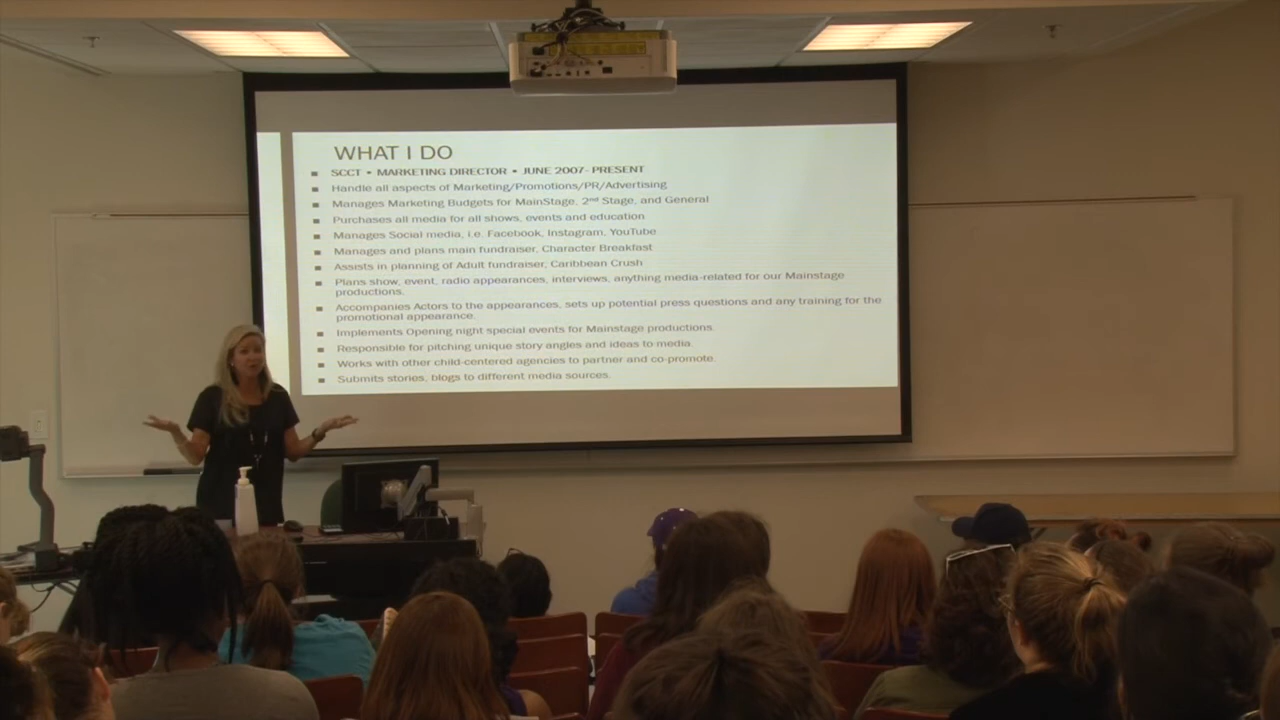 WHAT I DO
SCCT • MARKETING DIRECTOR • JUNE 2007- PRESENT
Handle all aspects of Marketing/Promotions/PR/Advertising
Manages Marketing Budgets for MainStage, 2nd Stage, and General
Purchases all media for all shows, events and education
Manages Social media, i.e. Facebook, Instagram, YouTube
Manages and plans main fundraiser, Character Breakfast
Assists in planning of Adult fundraiser, Caribbean Crush
Plans show, event, radio appearances, interviews, anything media-related for our Mainstage
productions.
Accompanies Actors to the appearances, sets up potential press questions and any training for the
promotional appearance.
Implements Opening night special events for Mainstage productions.
Responsible for pitching unique story angles and ideas to media.
Works with other child-centered agencies to partner and co-promote.
Submits stories, blogs to different media sources.